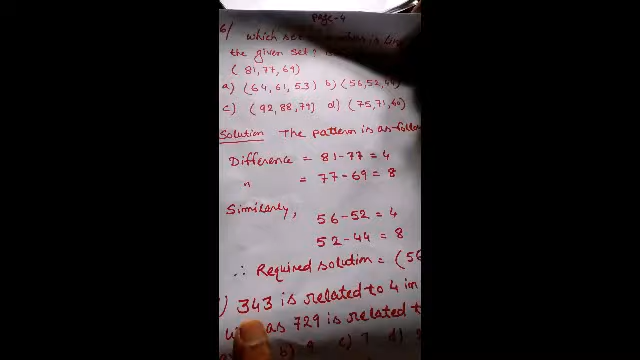 page-4
6/ which set
the given set?
(81, 77, 69)
a) (64, 61, 53) b) (56, 52, 44)
c) (92, 88, 79) d) (75, 71, 60)
Solution The pattern is as follow
Difference = 81-77 = 4
" = 77-69 = 8
Similarly, 56-52 = 4
52-44 = 8
∴ Required solution = (56
) 343 is related to 4 in
as 729 is related t
b) c) 7 d)